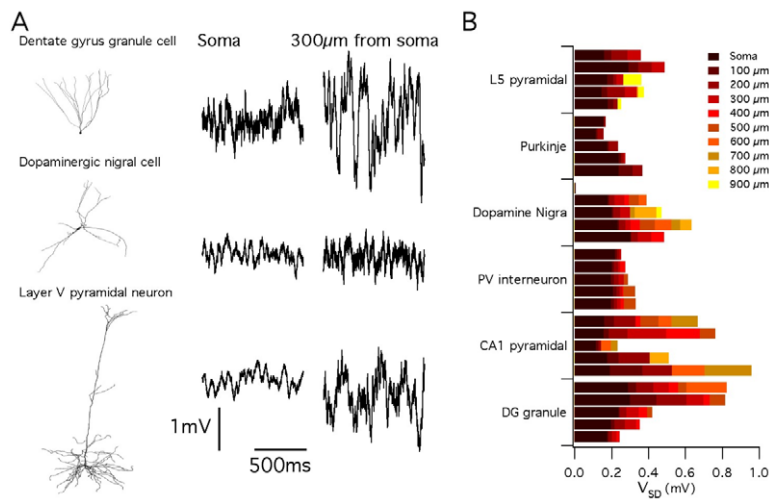 A
Dentate gyrus granule cell
Soma
300μm from soma
Dopaminergic nigral cell
Layer V pyramidal neuron
1mV
500ms
B
L5 pyramidal
Purkinje
Dopamine Nigra
PV interneuron
CA1 pyramidal
DG granule
Soma
100 μm
200 μm
300 μm
400 μm
500 μm
600 μm
700 μm
800 μm
900 μm
0.0 0.2 0.4 0.6 0.8 1.0
VSD (mV)